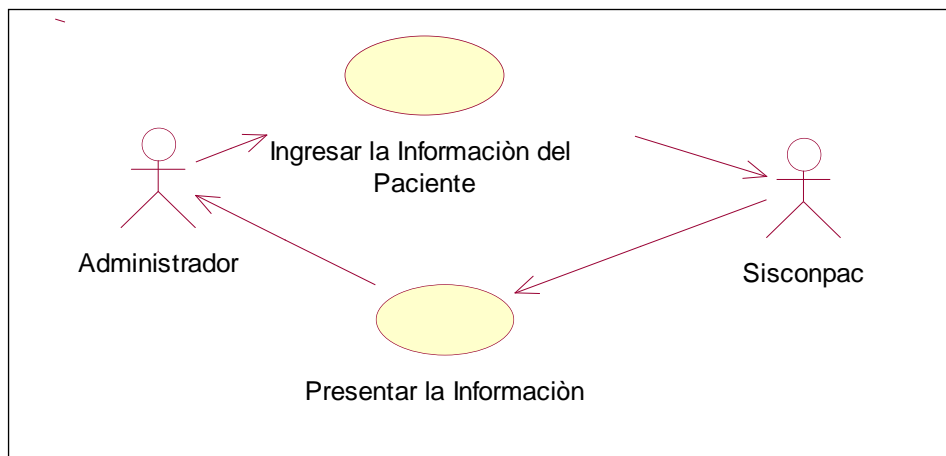 Ingresar la Informaciòn del
Paciente
Administrador
Sisconpac
Presentar la Informaciòn